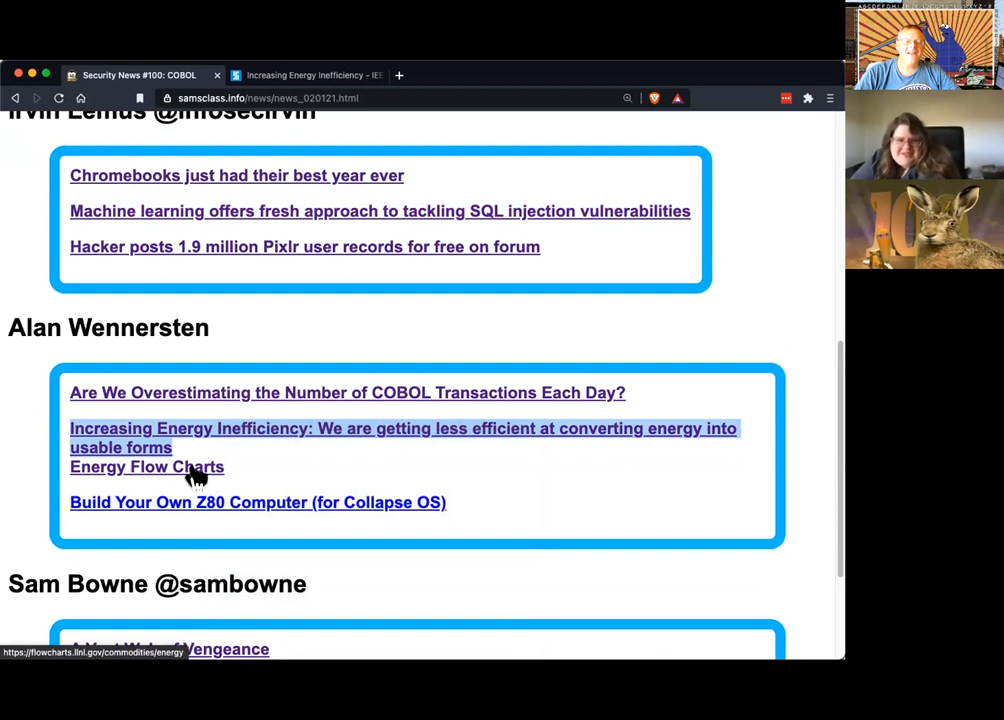 ABCDEFGHIJKLMNOPQRSTUVWXYZ
Security News #100: COBOL
Increasing Energy Inefficiency - IEE
samsclass.info/news/news_020121.html
Irvin Lemus @infosecirvin
Chromebooks just had their best year ever
Machine learning offers fresh approach to tackling SQL injection vulnerabilities
Hacker posts 1.9 million Pixlr user records for free on forum
Alan Wennersten
Are We Overestimating the Number of COBOL Transactions Each Day?
Increasing Energy Inefficiency: We are getting less efficient at converting energy into
usable forms
Energy Flow Charts
Build Your Own Z80 Computer (for Collapse OS)
Sam Bowne @sambowne
Vengeance
https://flowcharts.llnl.gov/commodities/energy